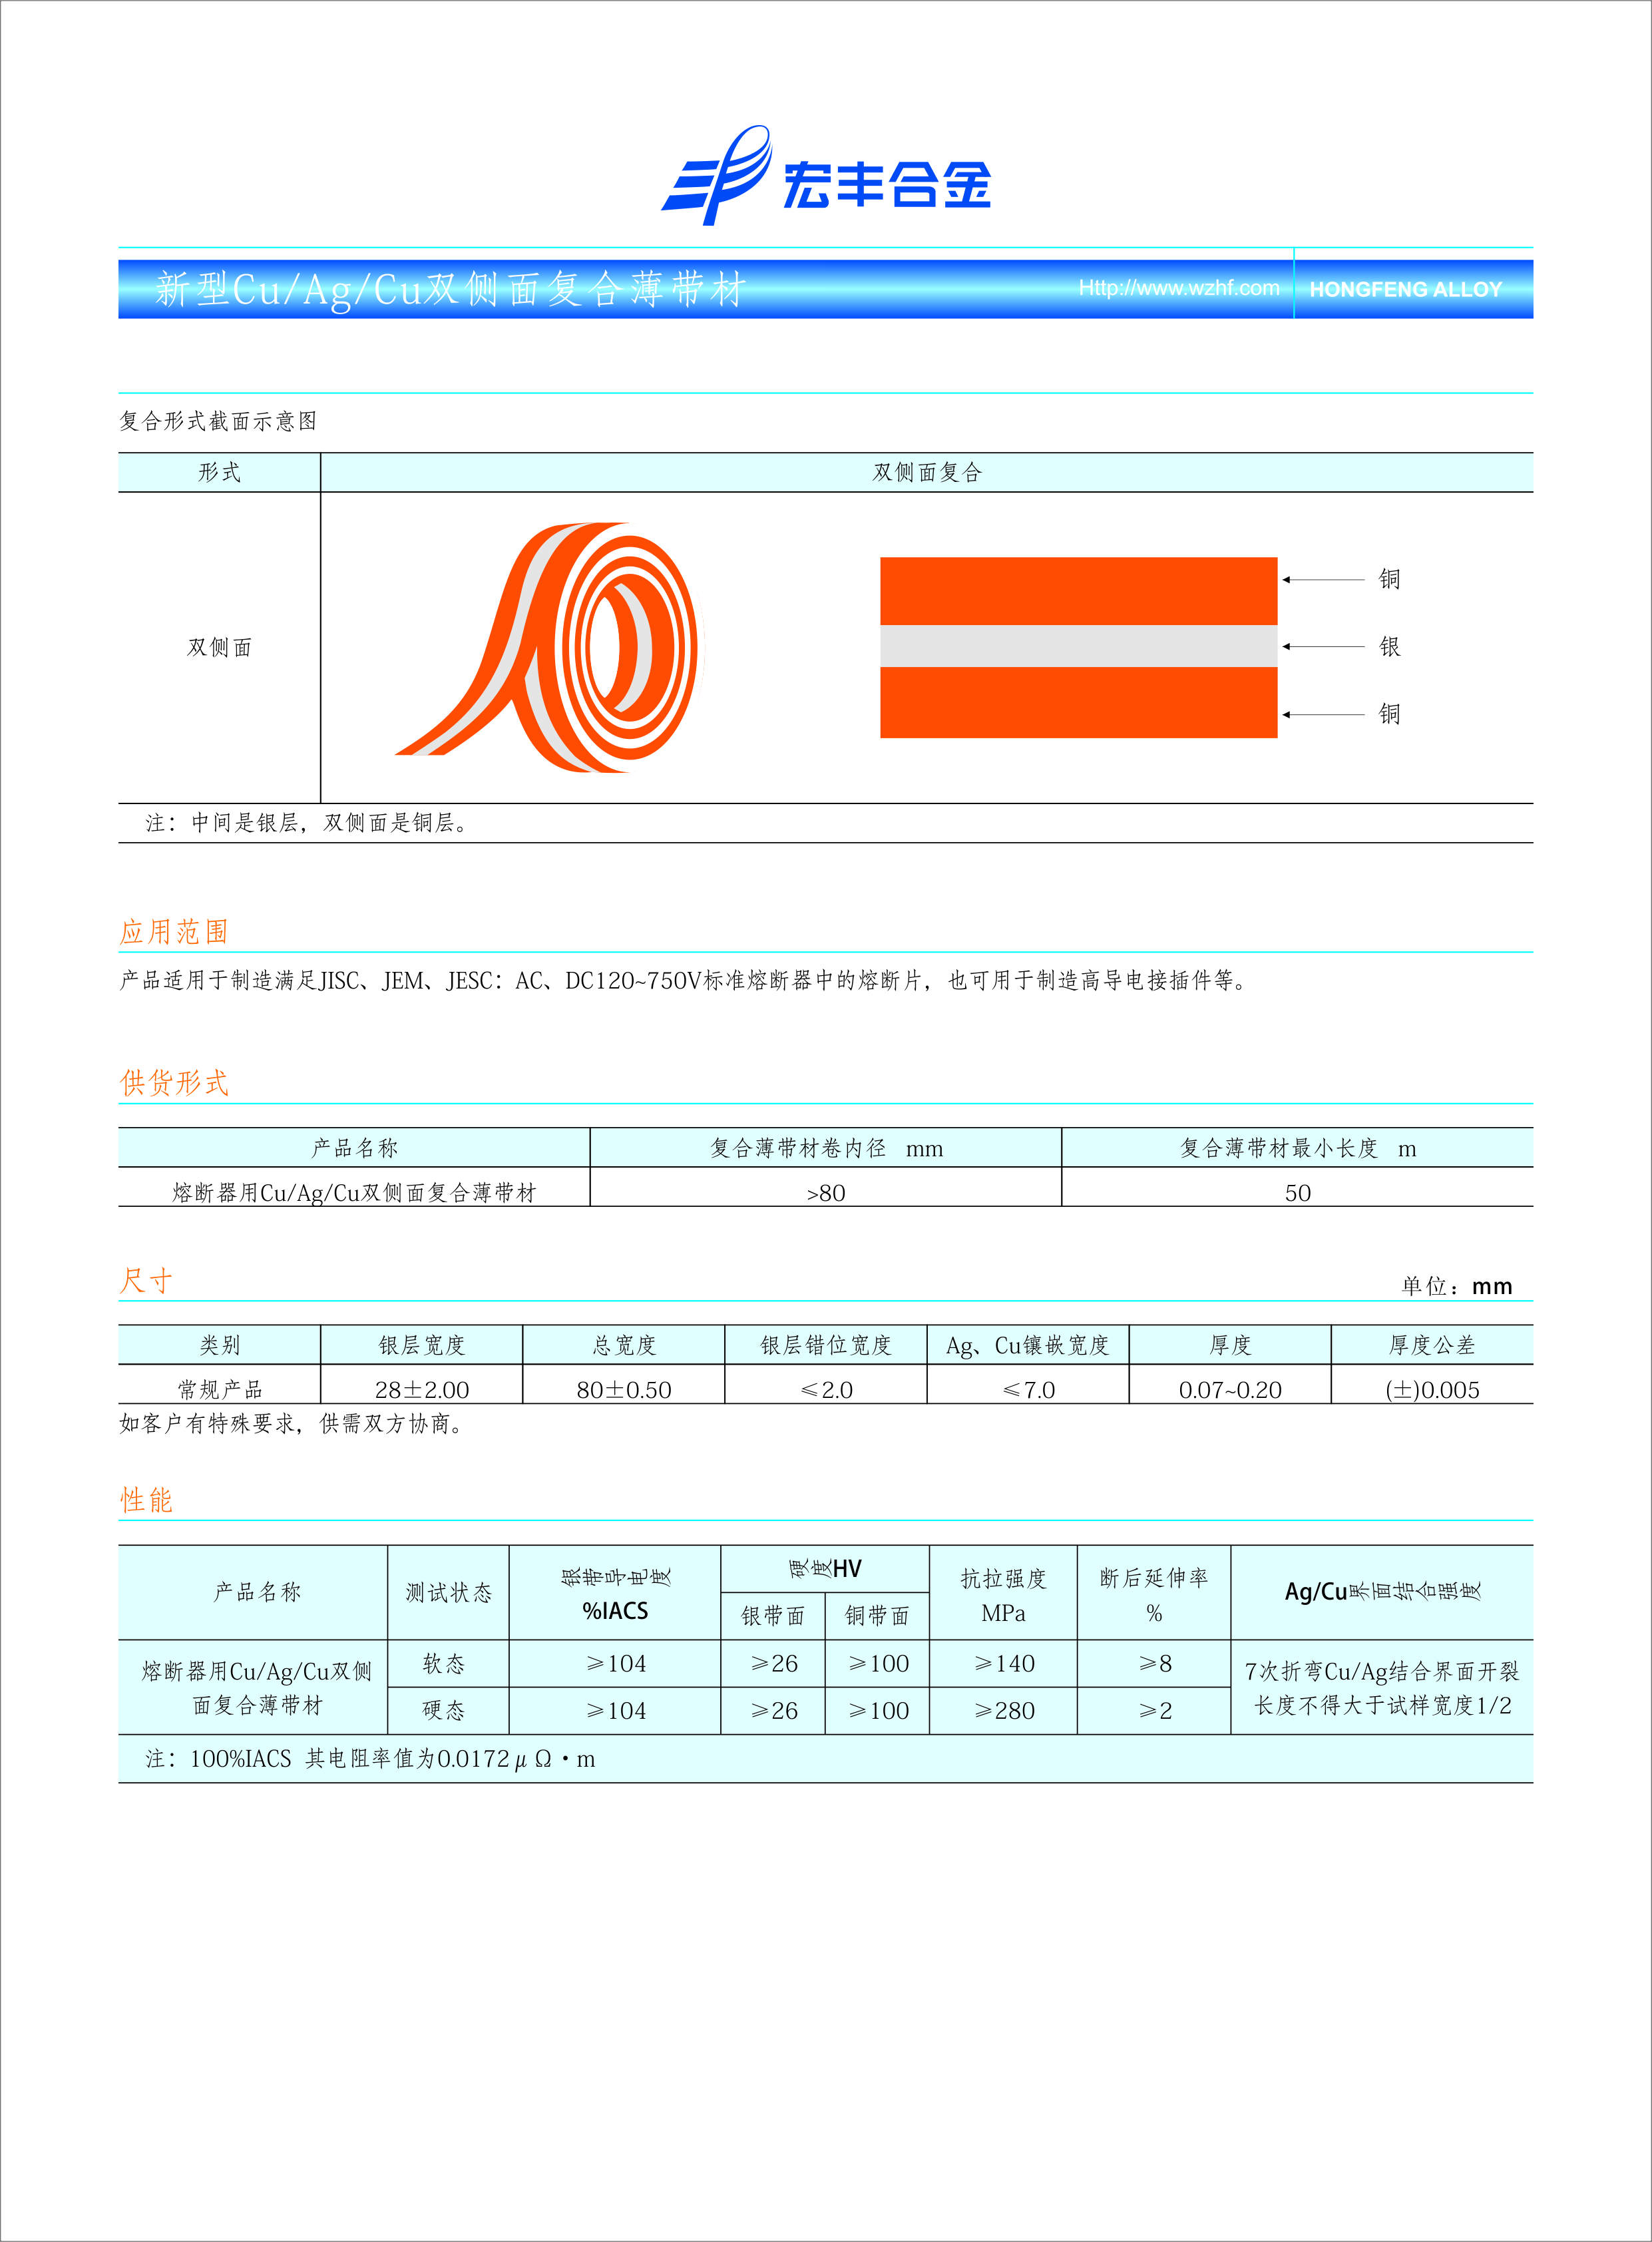 宏丰合金
新型Cu/Ag/Cu双侧面复合薄带材 Http://www.wzhf.com HONGFENG ALLOY
复合形式截面示意图
形式 双侧面复合
铜
双侧面 银
铜
注：中间是银层，双侧面是铜层。
应用范围
产品适用于制造满足JISC、JEM、JESC：AC、DC120~750V标准熔断器中的熔断片，也可用于制造高导电接插件等。
供货形式
产品名称 复合薄带材卷内径 mm 复合薄带材最小长度 m
熔断器用Cu/Ag/Cu双侧面复合薄带材 >80 50
尺寸 单位：mm
类别 银层宽度 总宽度 银层错位宽度 Ag、Cu镶嵌宽度 厚度 厚度公差
常规产品 28±2.00 80±0.50 ≤2.0 ≤7.0 0.07~0.20 (±)0.005
如客户有特殊要求，供需双方协商。
性能
产品名称 测试状态 银带导电度 %IACS 硬度HV 抗拉强度 MPa 断后延伸率 % Ag/Cu界面结合强度
银带面 铜带面
熔断器用Cu/Ag/Cu双侧面复合薄带材 软态 ≥104 ≥26 ≥100 ≥140 ≥8 7次折弯Cu/Ag结合界面开裂长度不得大于试样宽度1/2
硬态 ≥104 ≥26 ≥100 ≥280 ≥2
注：100%IACS 其电阻率值为0.0172μΩ·m